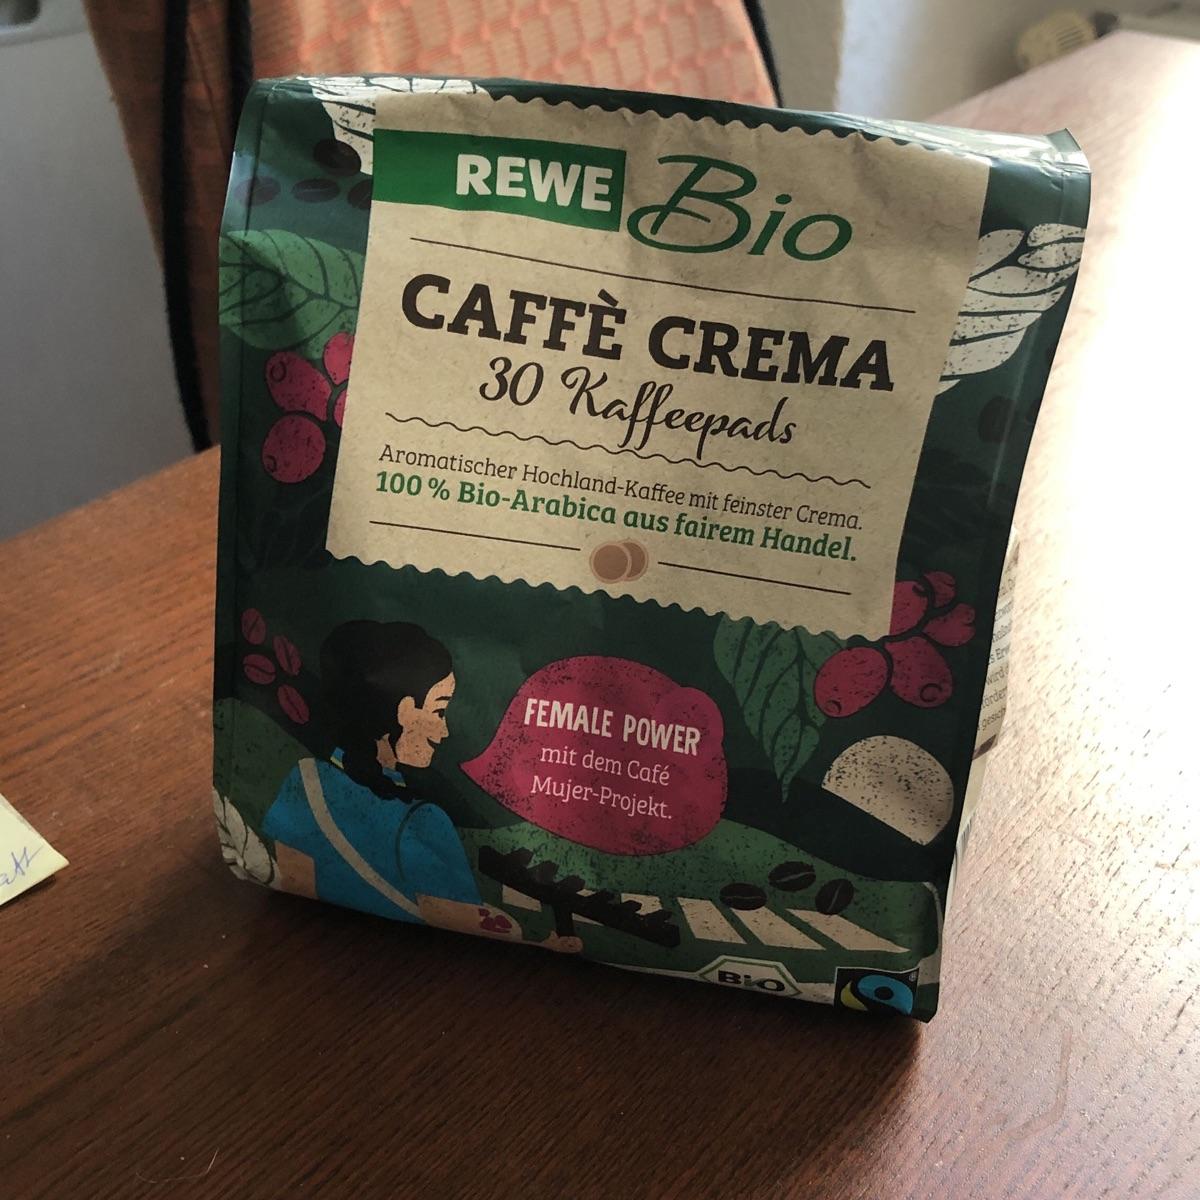 REWE Bio
CAFFÈ CREMA
30 Kaffeepads
Aromatischer Hochland-Kaffee mit feinster Crema.
100 % Bio-Arabica aus fairem Handel.
FEMALE POWER
mit dem Café
Mujer-Projekt.
BiO